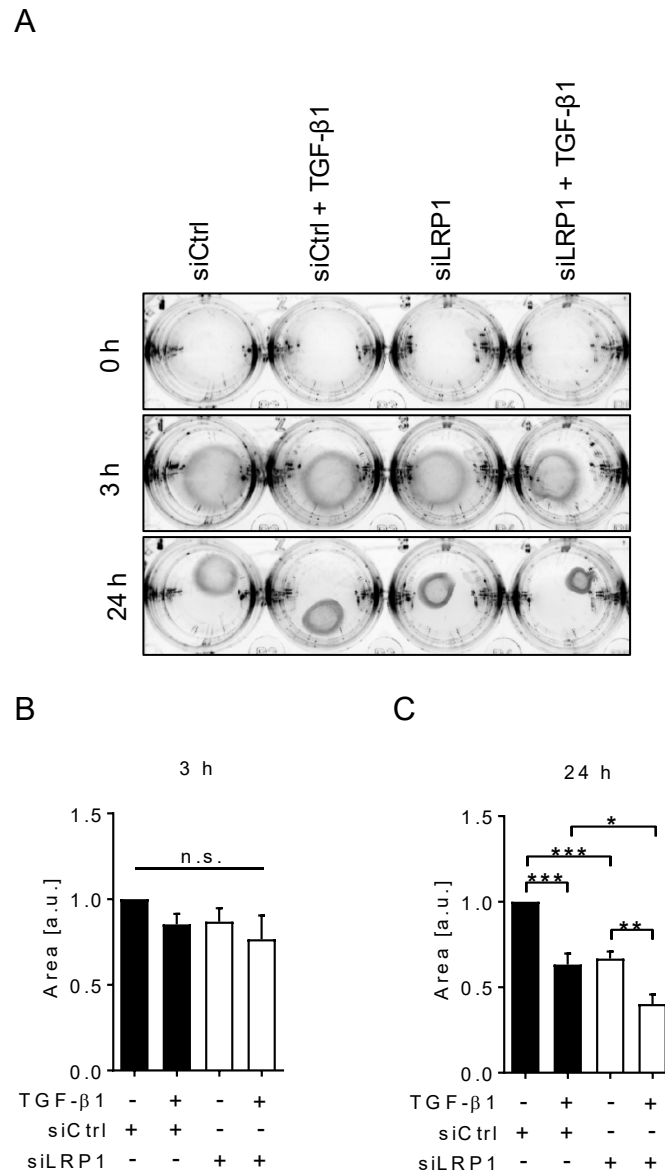 A
siCtrl
siCtrl + TGF-β1
siLRP1
siLRP1 + TGF-β1
0 h
3 h
24 h
B
3 h
1.5
1.0
0.5
0.0
Area [a.u.]
n.s.
TGF-β1 - + - +
siCtrl + + - -
siLRP1 - - + +
C
24 h
1.5
1.0
0.5
0.0
Area [a.u.]
*
***
***
**
TGF-β1 - + - +
siCtrl + + - -
siLRP1 - - + +